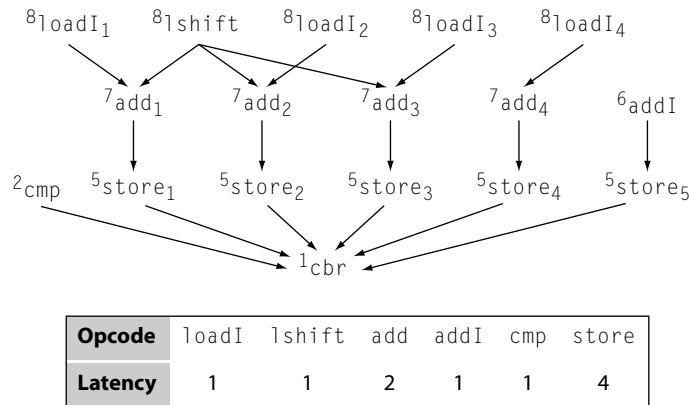 ⁸loadI₁ ⁸lshift ⁸loadI₂ ⁸loadI₃ ⁸loadI₄
⁷add₁ ⁷add₂ ⁷add₃ ⁷add₄ ⁶addI
²cmp ⁵store₁ ⁵store₂ ⁵store₃ ⁵store₄ ⁵store₅
¹cbr
Opcode loadI lshift add addI cmp store
Latency 1 1 2 1 1 4